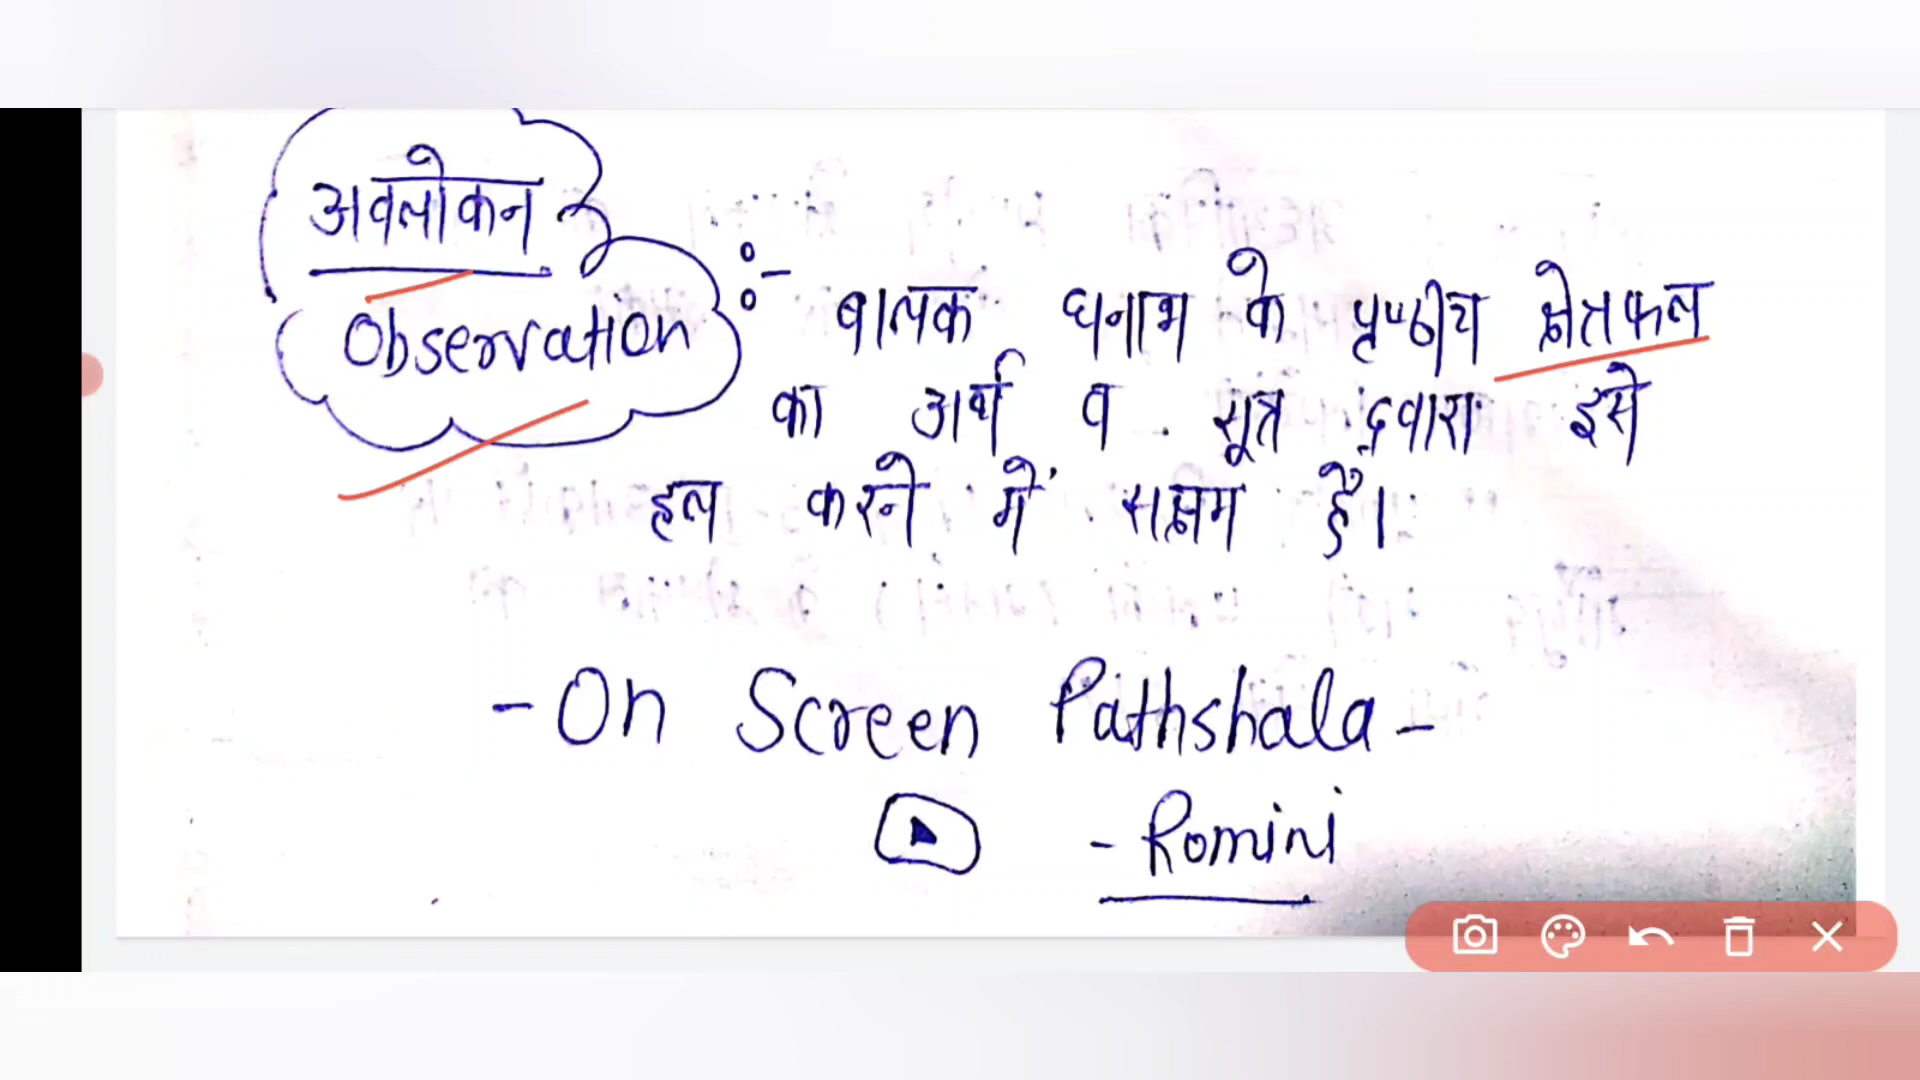 अवलोकन
Observation :-
बालक घनाभ के पृष्ठीय क्षेत्रफल
का अर्थ व सूत्र द्वारा इसे
हल करने में सक्षम हैं।
- On Screen Pathshala -
- Romini